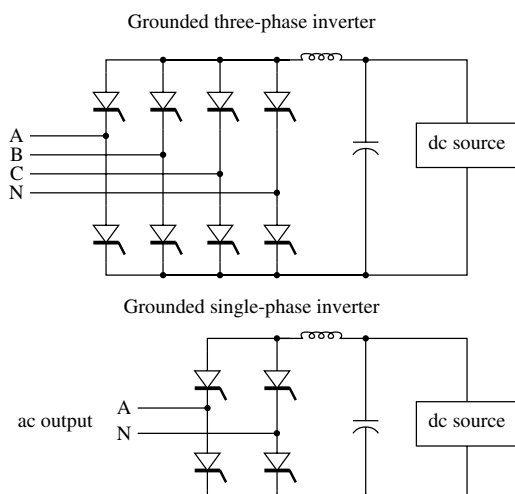 Grounded three-phase inverter
A
B
C
N
dc source
Grounded single-phase inverter
ac output
A
N
dc source